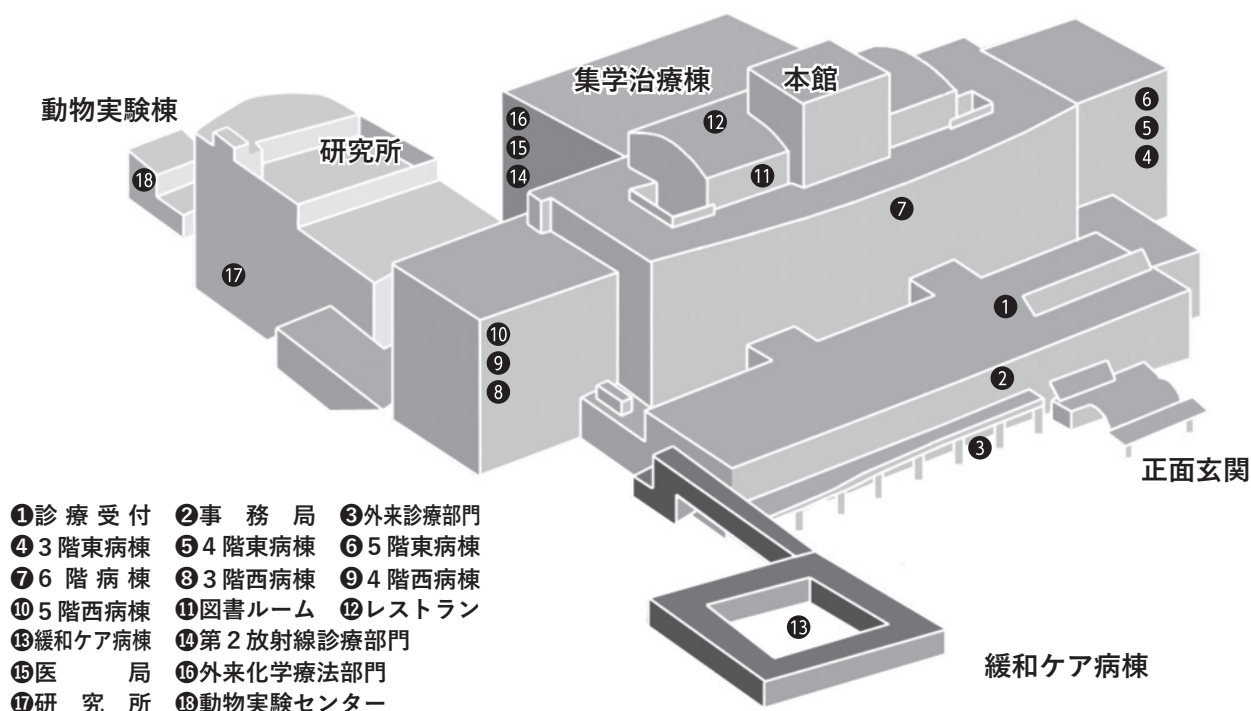 集学治療棟
本館
動物実験棟
研究所
⑥
⑤
④
⑯
⑮
⑭
⑫
⑪
⑱
⑦
⑰
①
⑩
⑨
⑧
②
③
正面玄関
❶診療受付 ❷事務局 ❸外来診療部門
❹3階東病棟 ❺4階東病棟 ❻5階東病棟
❼6階病棟 ❽3階西病棟 ❾4階西病棟
❿5階西病棟 ⓫図書ルーム ⓬レストラン
⓭緩和ケア病棟 ⓮第2放射線診療部門
⓯医局 ⓰外来化学療法部門
⓱研究所 ⓲動物実験センター
⑬
緩和ケア病棟